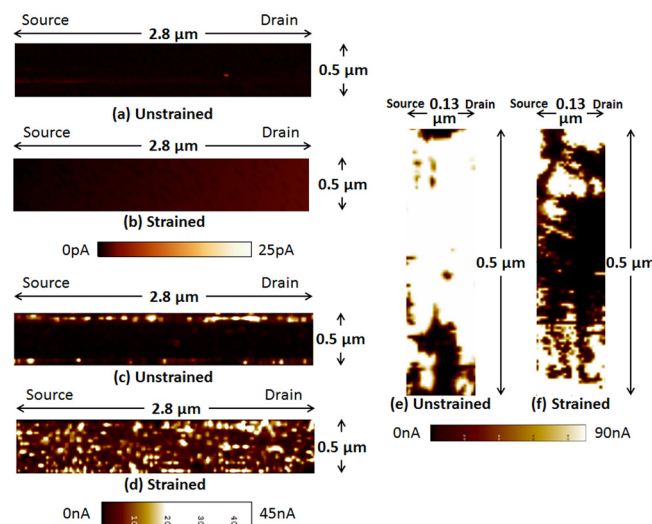 Source Drain
2.8 µm
0.5 µm
(a) Unstrained
Source Drain
2.8 µm
0.5 µm
(b) Strained
0pA 25pA
Source Drain
2.8 µm
0.5 µm
(c) Unstrained
Source Drain
2.8 µm
0.5 µm
(d) Strained
0nA 45nA
Source 0.13 Drain
µm
0.5 µm
(e) Unstrained
Source 0.13 Drain
µm
0.5 µm
(f) Strained
0nA 90nA